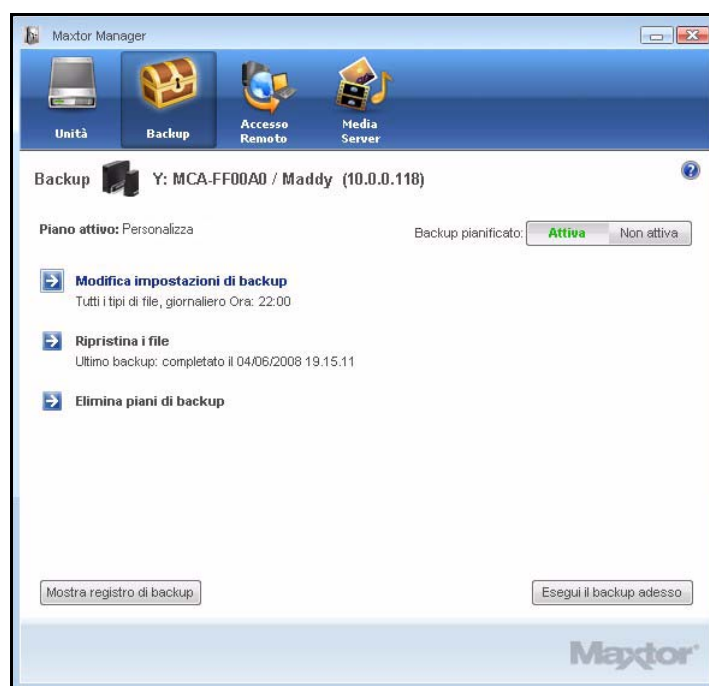 Maxtor Manager
Unità
Backup
Accesso
Remoto
Media
Server
Backup Y: MCA-FF00A0 / Maddy (10.0.0.118)
Piano attivo: Personalizza
Backup pianificato: Attiva Non attiva
Modifica impostazioni di backup
Tutti i tipi di file, giornaliero Ora: 22:00
Ripristina i file
Ultimo backup: completato il 04/06/2008 19.15.11
Elimina piani di backup
Mostra registro di backup
Esegui il backup adesso
Maxtor